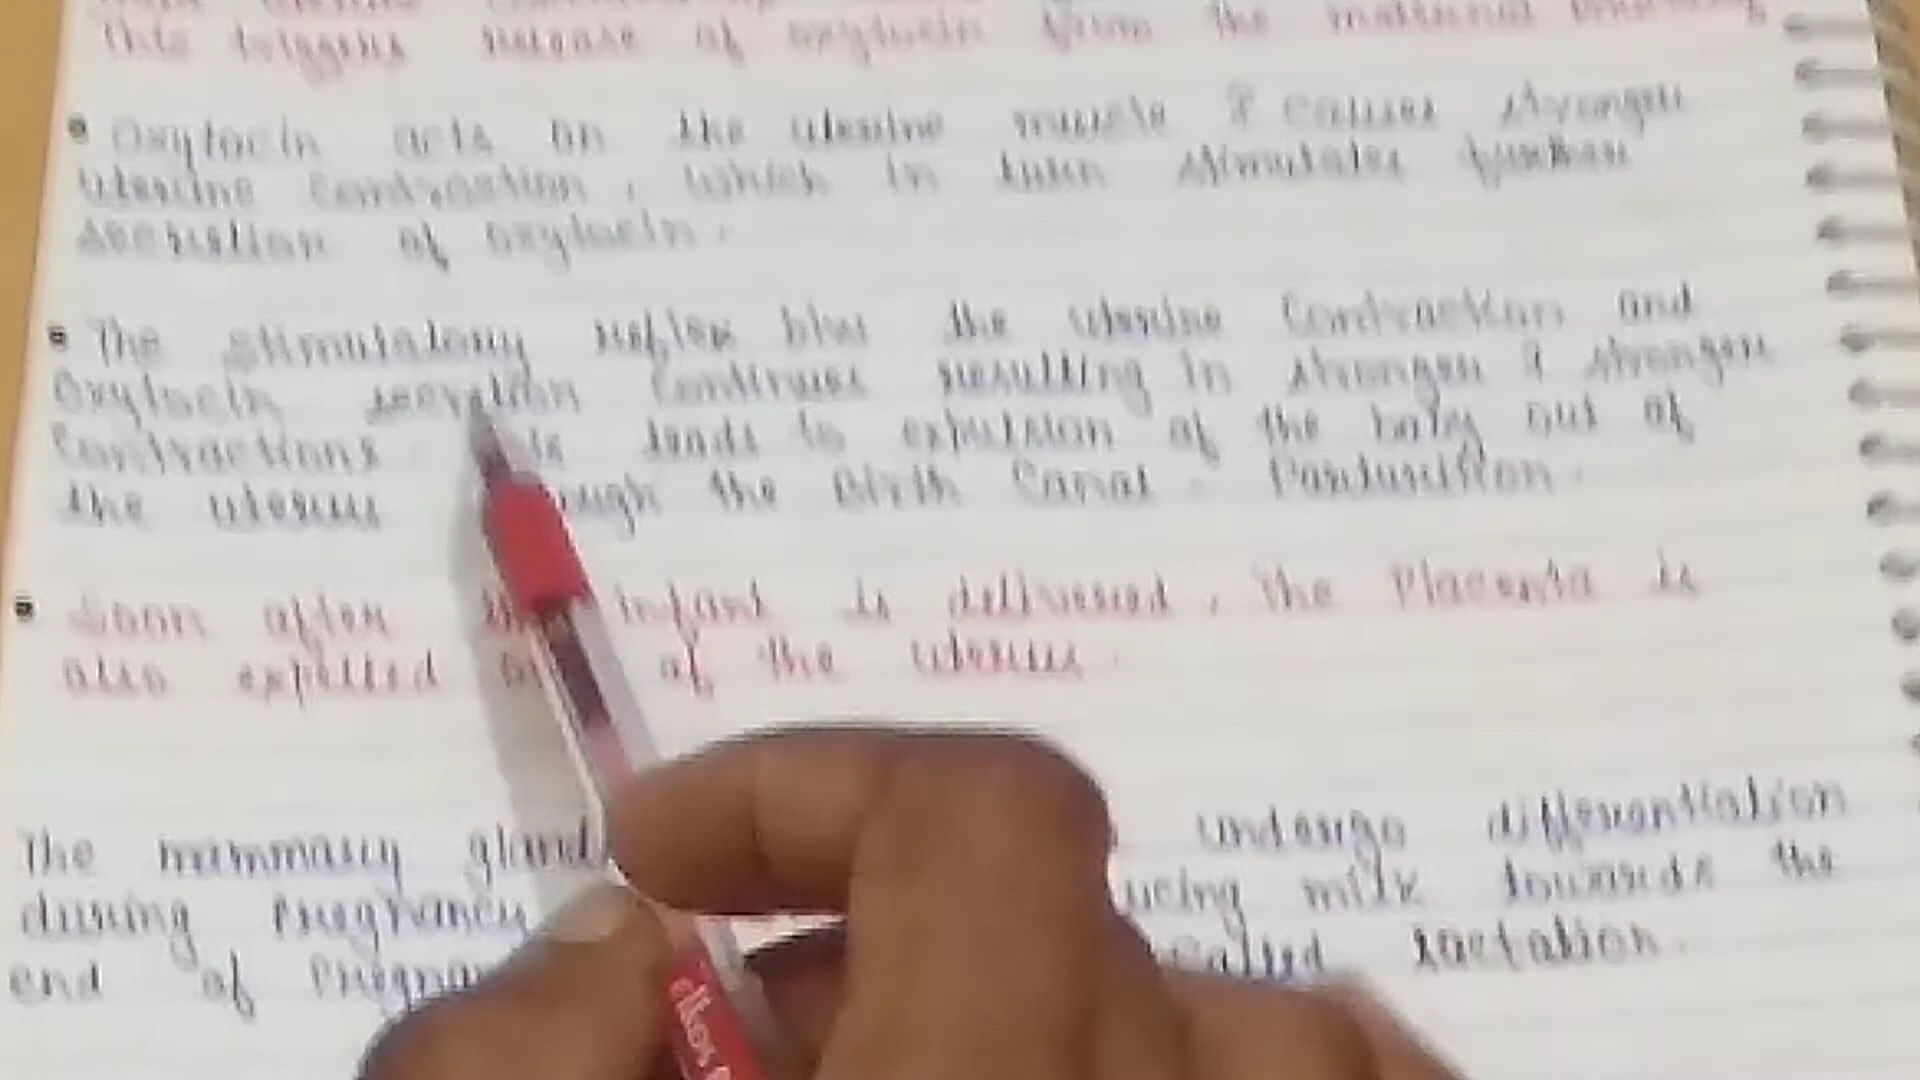 This triggers release of oxytocin from the maternal pituitary
• Oxytocin acts on the uterine muscle & causes stronger
uterine contraction, which in turn stimulates further
secretion of oxytocin.
• The stimulatory reflex b/w the uterine contraction and
oxytocin secretion continues resulting in stronger & stronger
contractions. leads to expulsion of the baby out of
the uterus the Birth Canal - Parturition.
• Soon after infant is delivered, the Placenta is
also expelled of the uterus.
The mammary gland undergo differentiation
during Pregnancy milk towards the
end of called lactation.